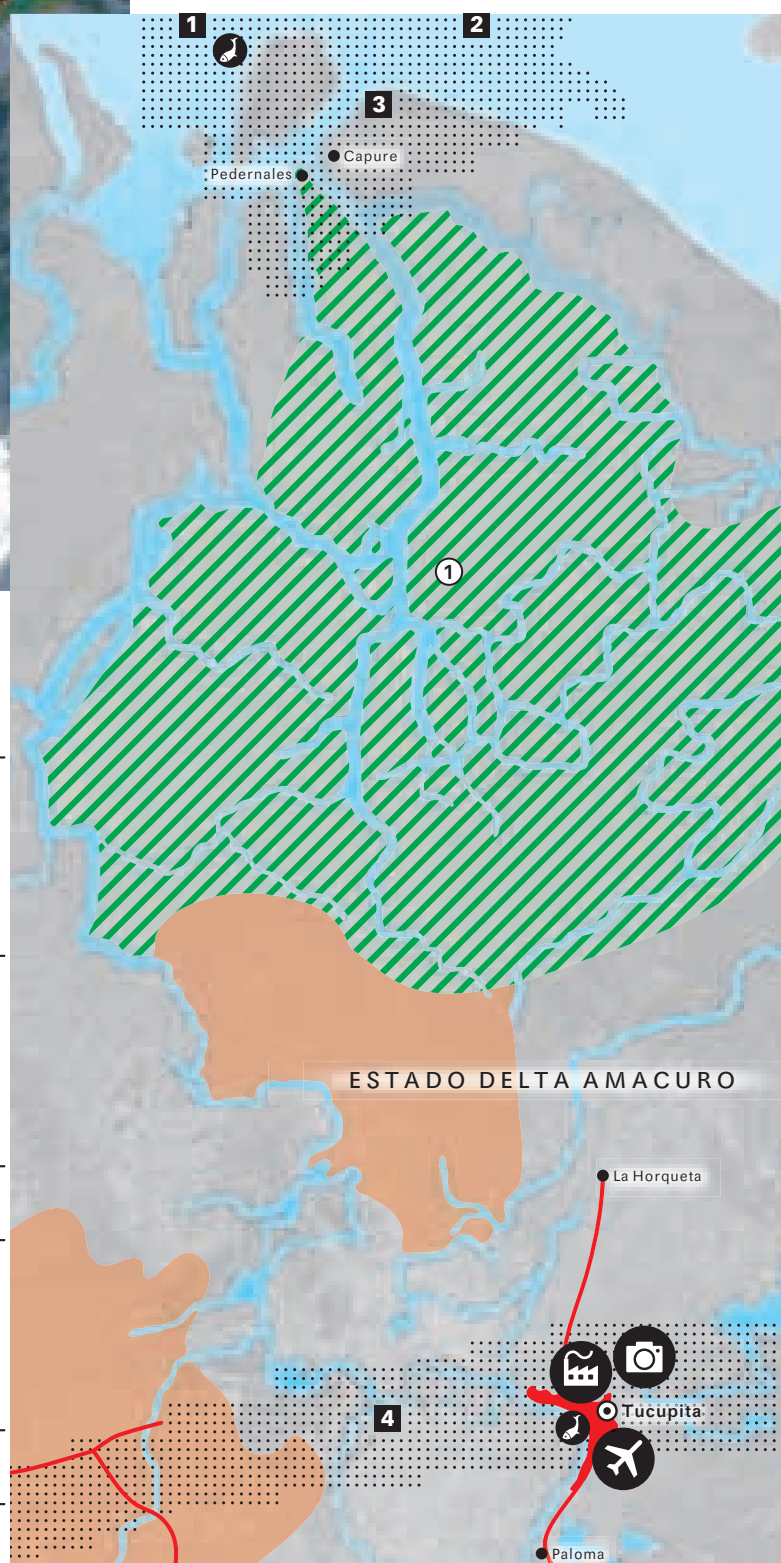 1
2
3
Capure
Pedernales
1
ESTADO DELTA AMACURO
La Horqueta
4
Tucupita
Paloma